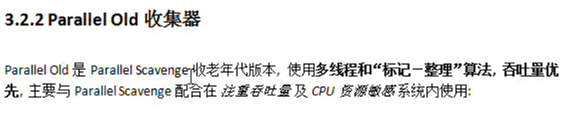 3.2.2 Parallel Old 收集器
Parallel Old 是 Parallel Scavenge 收老年代版本，使用多线程和“标记－整理”算法，吞吐量优
先，主要与 Parallel Scavenge 配合在 注重吞吐量 及 CPU 资源敏感 系统内使用: